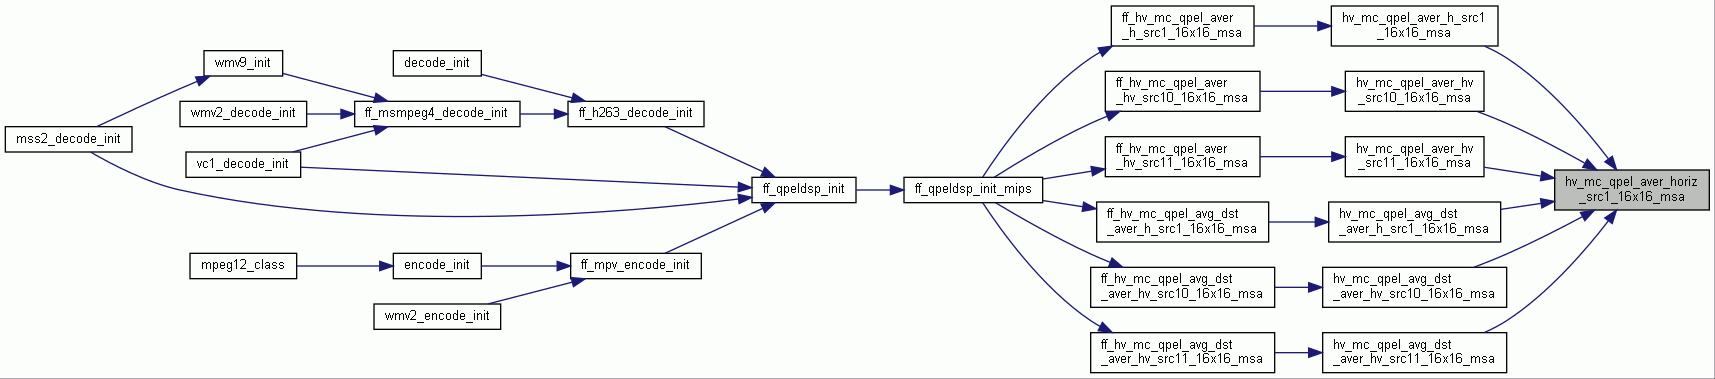 mss2_decode_init
wmv9_init
wmv2_decode_init
vc1_decode_init
decode_init
ff_msmpeg4_decode_init
ff_h263_decode_init
mpeg12_class
encode_init
wmv2_encode_init
ff_mpv_encode_init
ff_qpeldsp_init
ff_qpeldsp_init_mips
ff_hv_mc_qpel_aver
_h_src1_16x16_msa
ff_hv_mc_qpel_aver
_hv_src10_16x16_msa
ff_hv_mc_qpel_aver
_hv_src11_16x16_msa
ff_hv_mc_qpel_avg_dst
_aver_h_src1_16x16_msa
ff_hv_mc_qpel_avg_dst
_aver_hv_src10_16x16_msa
ff_hv_mc_qpel_avg_dst
_aver_hv_src11_16x16_msa
hv_mc_qpel_aver_h_src1
_16x16_msa
hv_mc_qpel_aver_hv
_src10_16x16_msa
hv_mc_qpel_aver_hv
_src11_16x16_msa
hv_mc_qpel_avg_dst
_aver_h_src1_16x16_msa
hv_mc_qpel_avg_dst
_aver_hv_src10_16x16_msa
hv_mc_qpel_avg_dst
_aver_hv_src11_16x16_msa
hv_mc_qpel_aver_horiz
_src1_16x16_msa